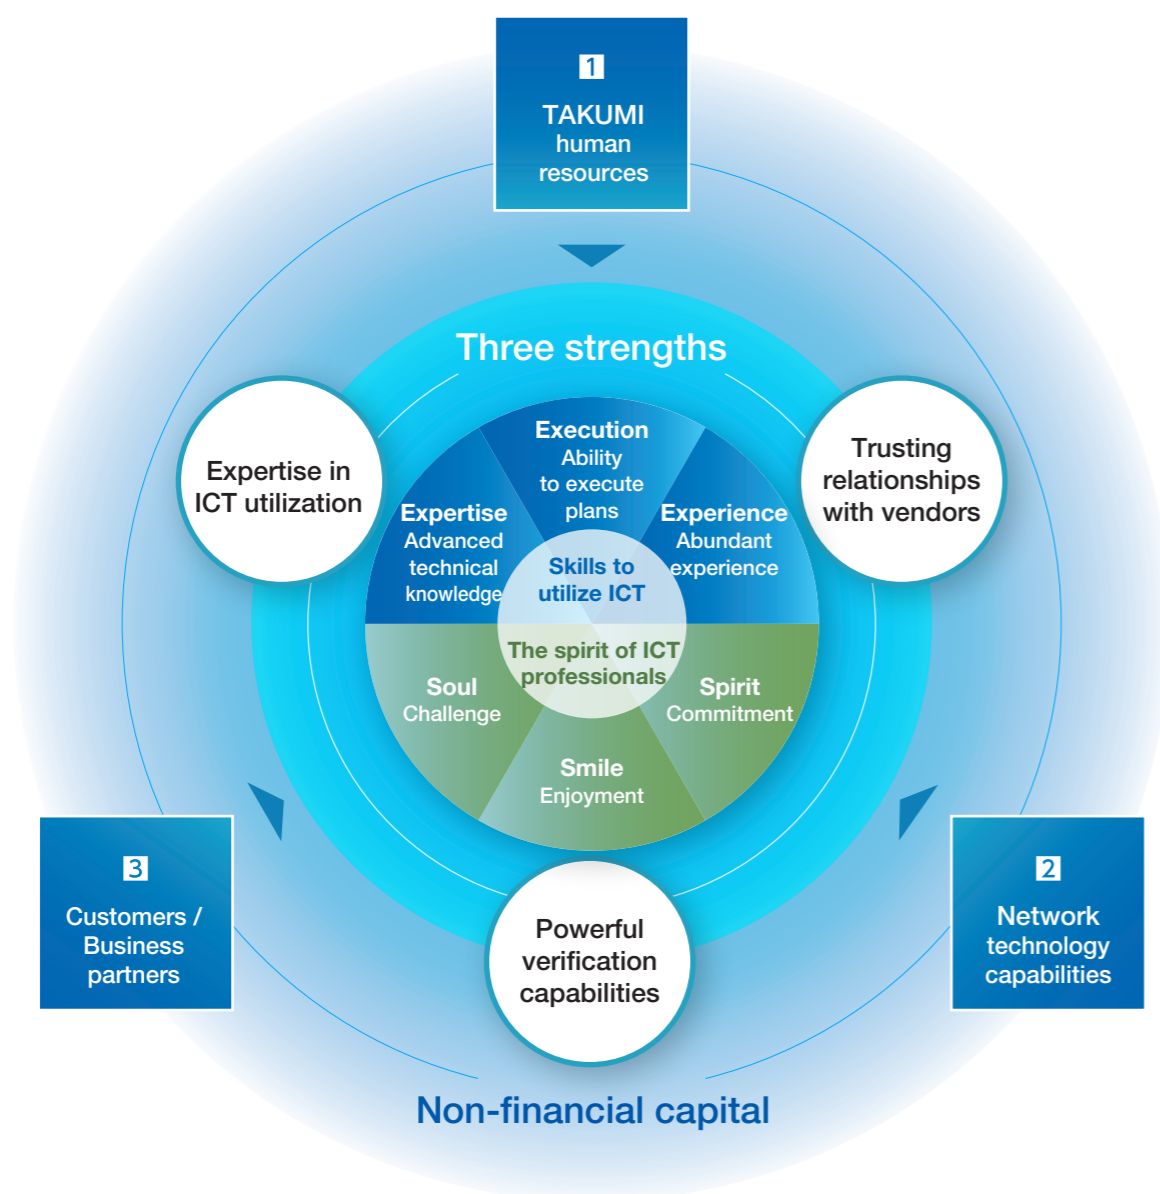 1
TAKUMI
human
resources
Three strengths
Expertise in
ICT utilization
Trusting
relationships
with vendors
Execution
Ability
to execute
plans
Expertise
Advanced
technical
knowledge
Experience
Abundant
experience
Skills to
utilize ICT
The spirit of ICT
professionals
Soul
Challenge
Spirit
Commitment
Smile
Enjoyment
3
Customers /
Business
partners
Powerful
verification
capabilities
2
Network
technology
capabilities
Non-financial capital